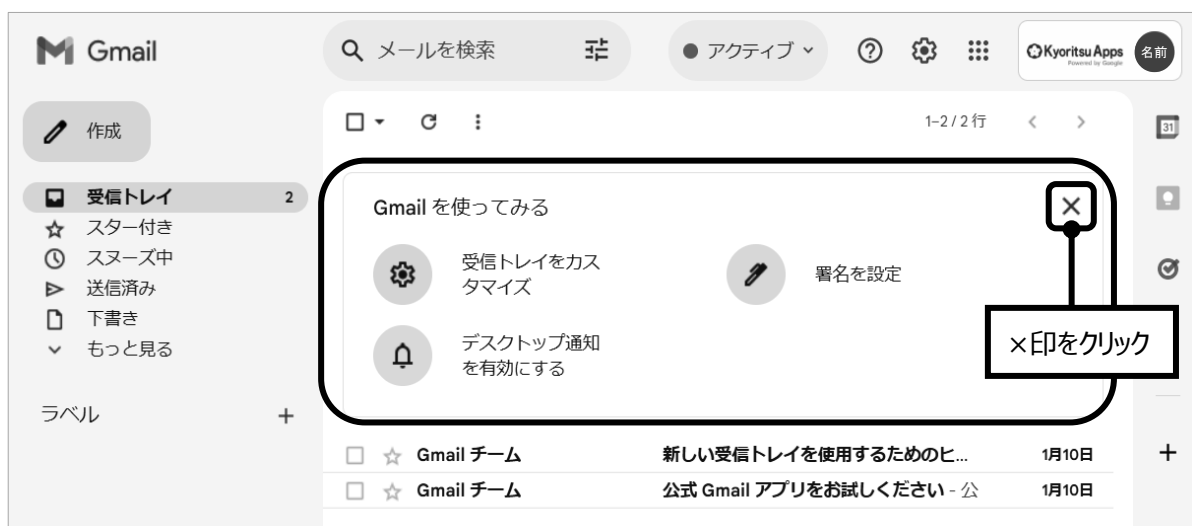 Gmail
メールを検索
アクティブ
Kyoritsu Apps
Powered by Google
名前
作成
1–2 / 2 行
31
受信トレイ 2
スター付き
スヌーズ中
送信済み
下書き
もっと見る
ラベル
Gmail を使ってみる
受信トレイをカス
タマイズ
署名を設定
デスクトップ通知
を有効にする
×印をクリック
Gmail チーム 新しい受信トレイを使用するためのヒ... 1月10日
Gmail チーム 公式 Gmail アプリをお試しください - 公 1月10日